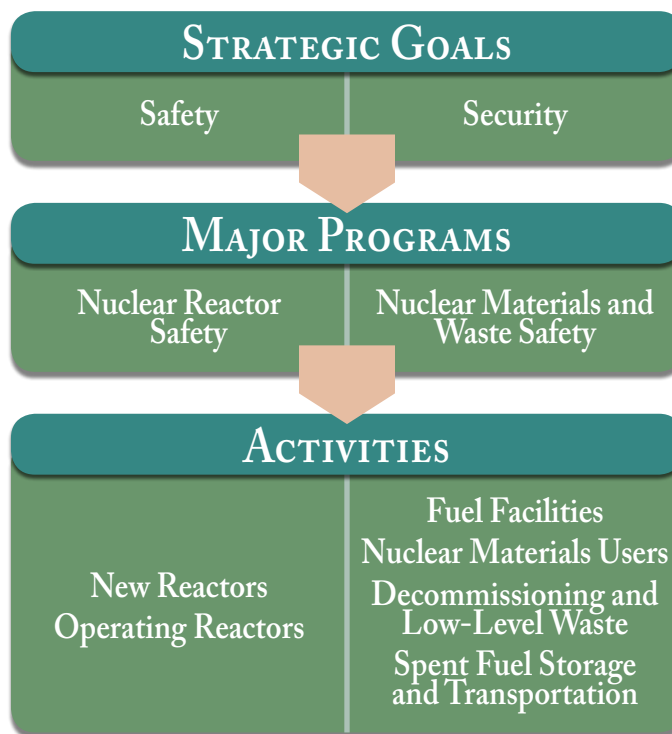 Strategic Goals
Safety
Security
Major Programs
Nuclear Reactor
Safety
Nuclear Materials and
Waste Safety
Activities
New Reactors
Operating Reactors
Fuel Facilities
Nuclear Materials Users
Decommissioning and
Low-Level Waste
Spent Fuel Storage
and Transportation